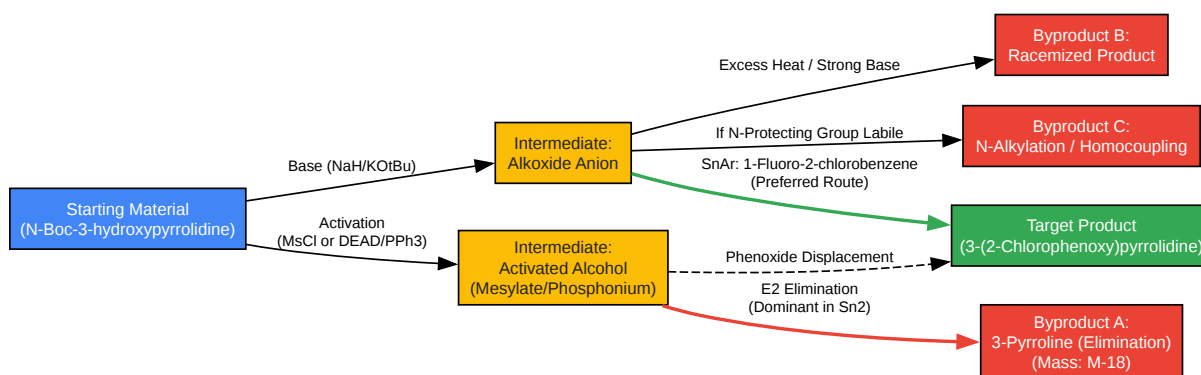 Starting Material
(N-Boc-3-hydroxypyrrolidine)
Base (NaH/KOtBu)
Activation
(MsCl or DEAD/PPh3)
Intermediate:
Alkoxide Anion
Intermediate:
Activated Alcohol
(Mesylate/Phosphonium)
Excess Heat / Strong Base
If N-Protecting Group Labile
SnAr: 1-Fluoro-2-chlorobenzene
(Preferred Route)
Phenoxide Displacement
E2 Elimination
(Dominant in Sn2)
Byproduct B:
Racemized Product
Byproduct C:
N-Alkylation / Homocoupling
Target Product
(3-(2-Chlorophenoxy)pyrrolidine)
Byproduct A:
3-Pyrroline (Elimination)
(Mass: M-18)